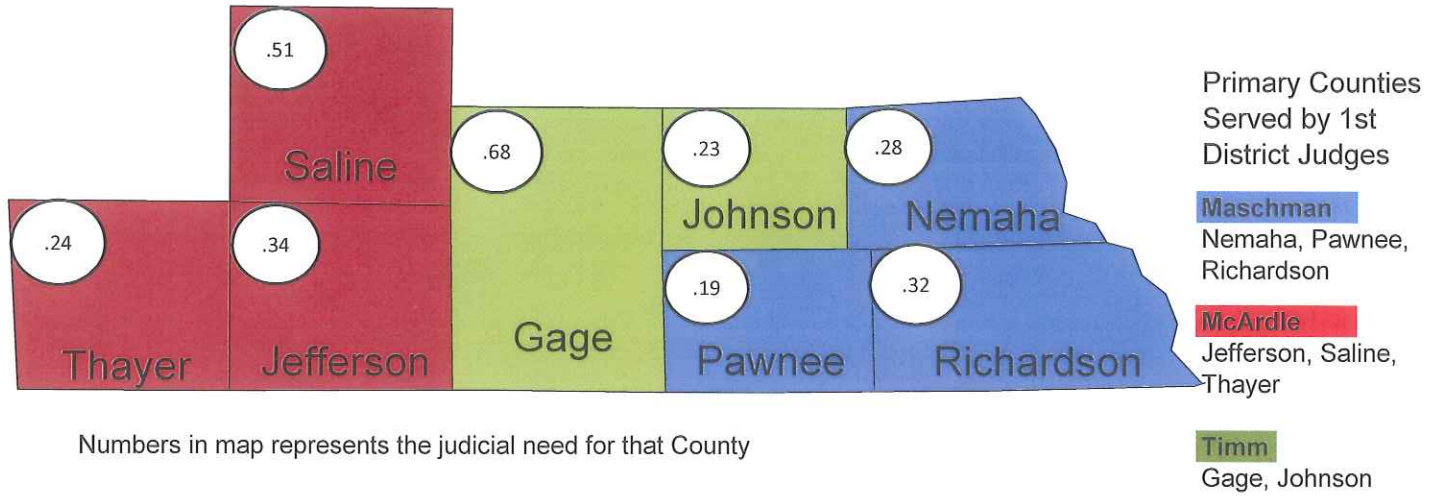 .51
Saline
.68
.23
.28
Johnson
Nemaha
.24
.34
Thayer
Jefferson
Gage
.19
.32
Pawnee
Richardson
Numbers in map represents the judicial need for that County
Primary Counties
Served by 1st
District Judges
Maschman
Nemaha, Pawnee,
Richardson
McArdle
Jefferson, Saline,
Thayer
Timm
Gage, Johnson